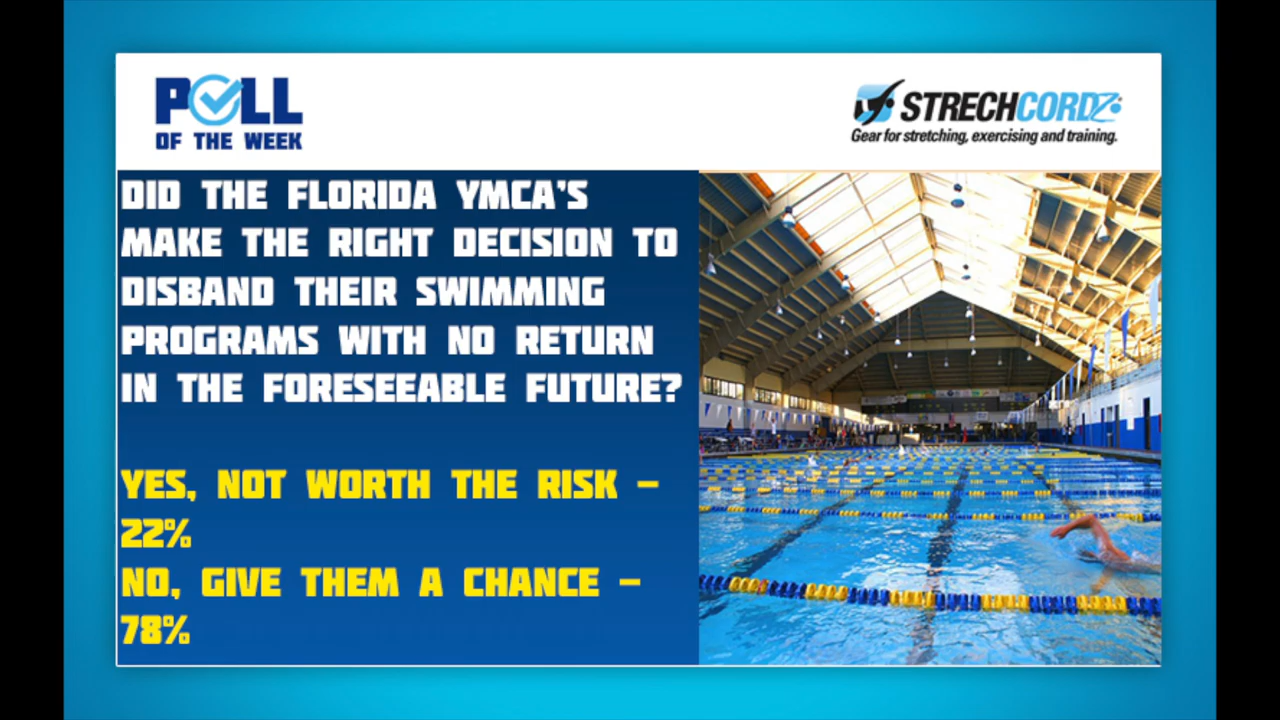 POLL
OF THE WEEK
STRECHCORDZ
Gear for stretching, exercising and training.
DID THE FLORIDA YMCA'S
MAKE THE RIGHT DECISION TO
DISBAND THEIR SWIMMING
PROGRAMS WITH NO RETURN
IN THE FORESEEABLE FUTURE?
YES, NOT WORTH THE RISK –
22%
NO, GIVE THEM A CHANCE –
78%